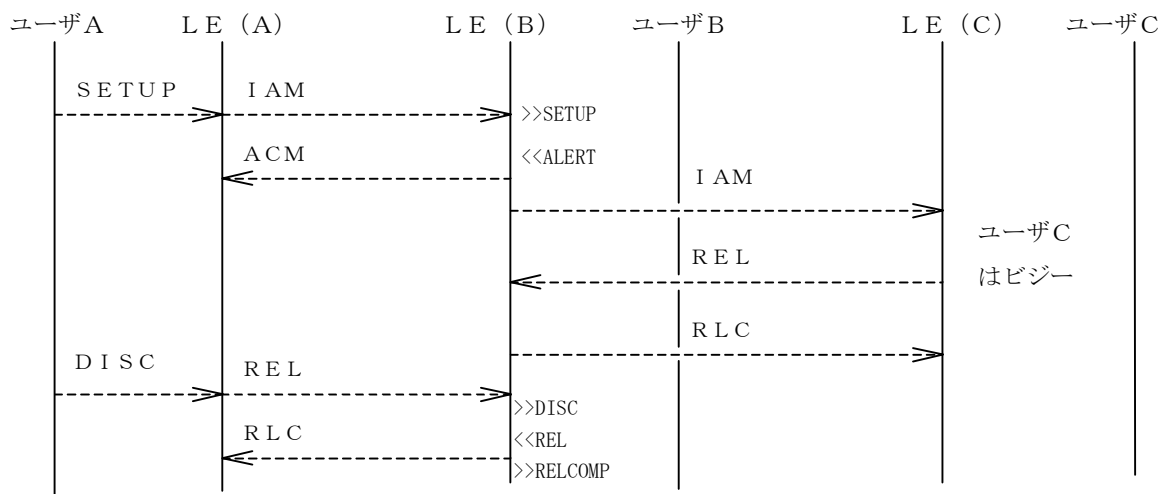 ユーザA　LE（A）　LE（B）　ユーザB　LE（C）　ユーザC
SETUP　IAM
>>SETUP
ACM　<<ALERT
IAM
ユーザC
REL
はビジー
RLC
DISC　REL
>>DISC
RLC　<<REL
>>RELCOMP